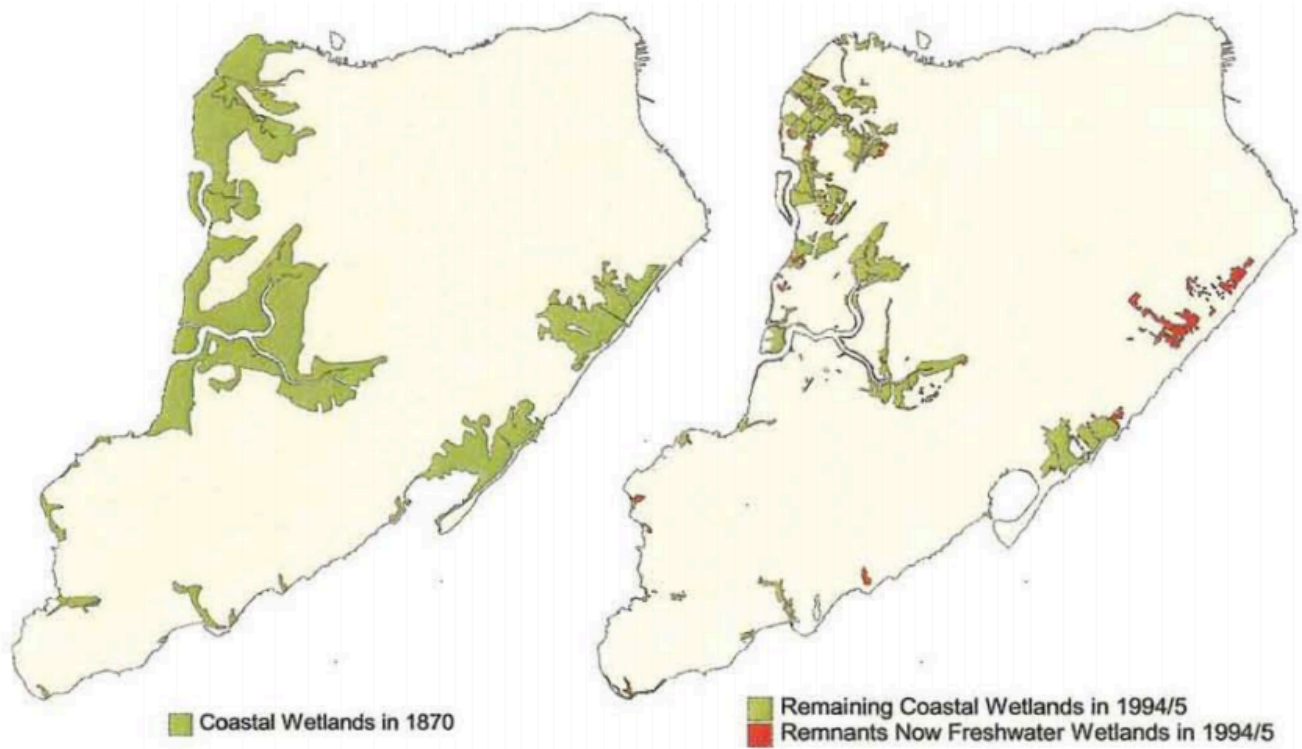 Coastal Wetlands in 1870
Remaining Coastal Wetlands in 1994/5
Remnants Now Freshwater Wetlands in 1994/5